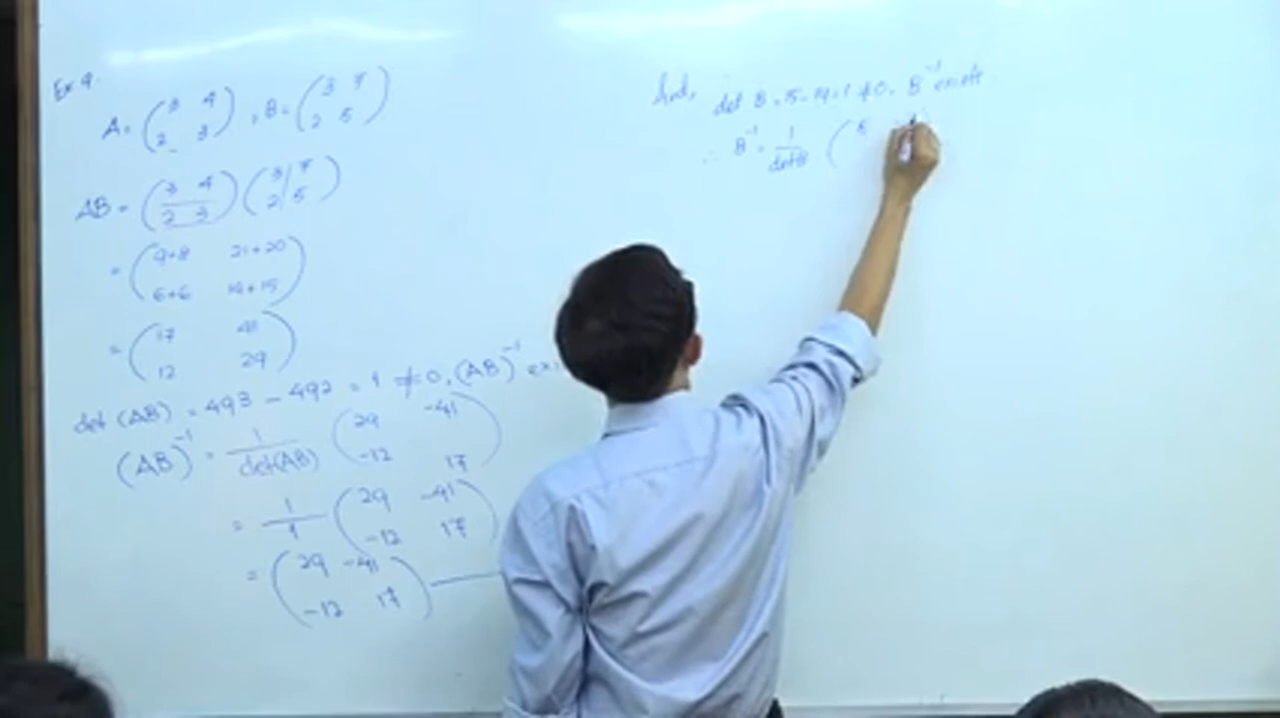 Ex 4.
A = ( 3 4 ; 2 3 ) , B = ( 3 7 ; 2 5 )
AB = ( 3 4 ; 2 3 ) ( 3 7 ; 2 5 )
= ( 9+8 21+20 ; 6+6 14+15 )
= ( 17 41 ; 12 29 )
det (AB) = 493 - 492 = 1 ≠ 0, (AB)⁻¹
(AB)⁻¹ = 1/det(AB) ( 29 -41 ; -12 17 )
= 1/1 ( 29 -41 ; -12 17 )
= ( 29 -41 ; -12 17 )
And, det B = 15-14 = 1 ≠ 0, B⁻¹ exists
∴ B⁻¹ = 1/det B ( 5